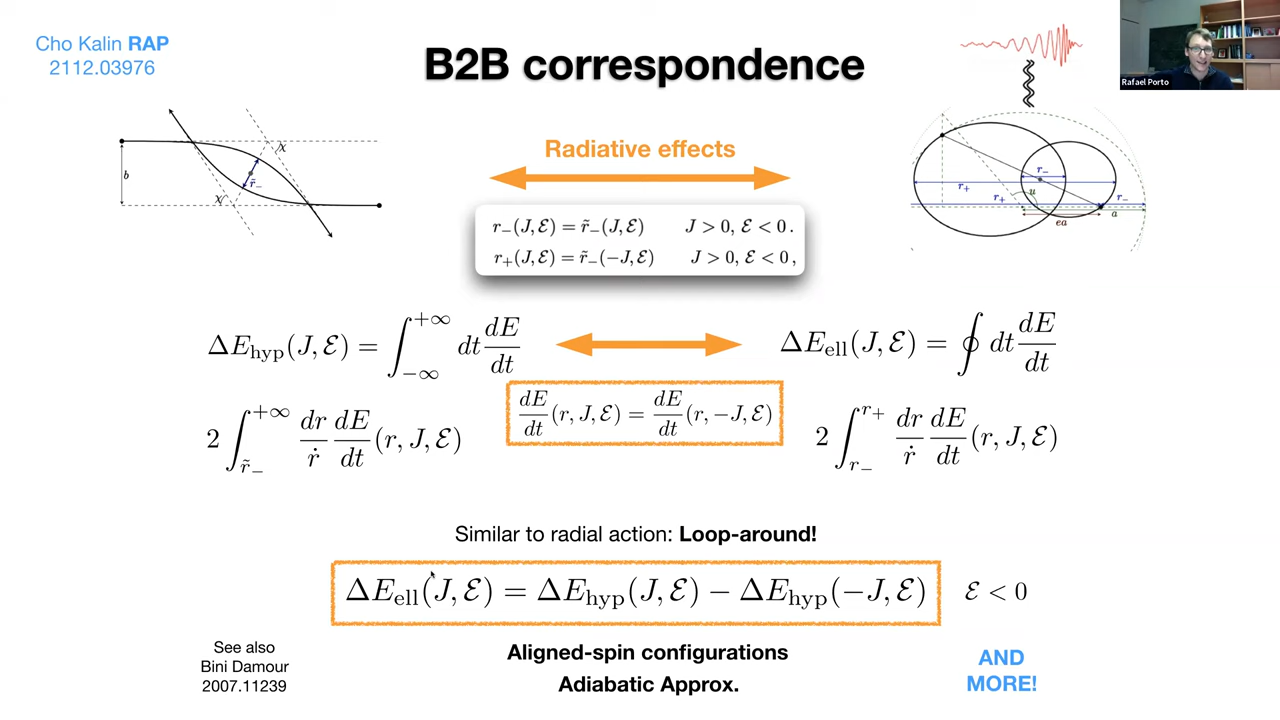 Cho Kalin RAP
2112.03976
B2B correspondence
Rafael Porto
b
χ
r̃₋
χ
Radiative effects
r₋(J,ℰ) = r̃₋(J,ℰ) J > 0, ℰ < 0 .
r₊(J,ℰ) = r̃₋(−J,ℰ) J > 0, ℰ < 0 ,
r₋
r₊
r₊
u
r₋
ea
a
ΔE_hyp(J, ℰ) = ∫_{−∞}^{+∞} dt dE/dt
ΔE_ell(J, ℰ) = ∮ dt dE/dt
2 ∫_{r̃₋}^{+∞} dr/ṙ dE/dt (r, J, ℰ)
dE/dt (r, J, ℰ) = dE/dt (r, −J, ℰ)
2 ∫_{r₋}^{r₊} dr/ṙ dE/dt (r, J, ℰ)
Similar to radial action: Loop-around!
ΔE_ell(J, ℰ) = ΔE_hyp(J, ℰ) − ΔE_hyp(−J, ℰ) ℰ < 0
See also
Bini Damour
2007.11239
Aligned-spin configurations
Adiabatic Approx.
AND
MORE!